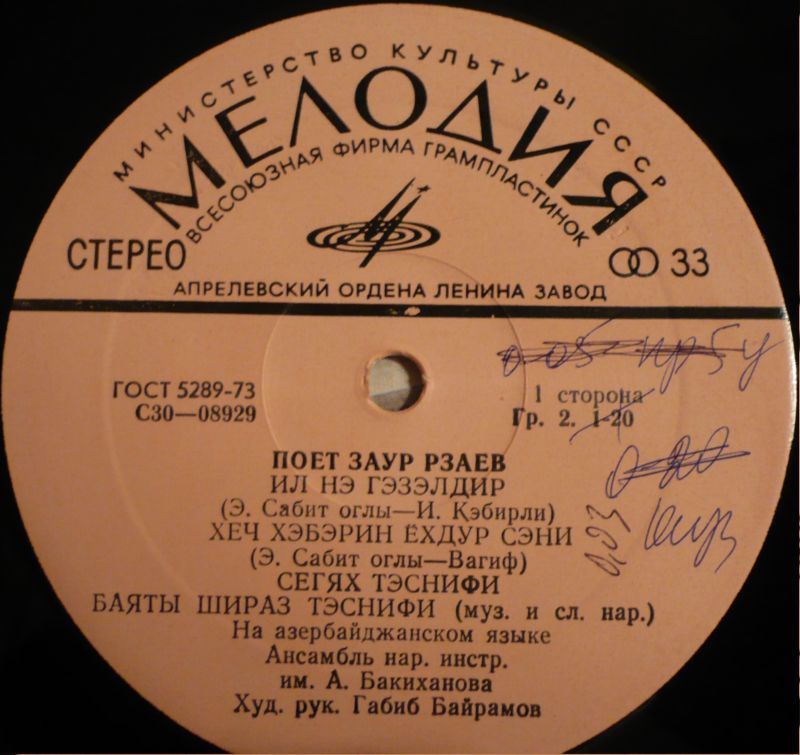 МИНИСТЕРСТВО КУЛЬТУРЫ СССР
МЕЛОДИЯ
ВСЕСОЮЗНАЯ ФИРМА ГРАМПЛАСТИНОК
СТЕРЕО
33
АПРЕЛЕВСКИЙ ОРДЕНА ЛЕНИНА ЗАВОД
ГОСТ 5289-73
С30—08929
1 сторона
Гр. 2. 1-20
ПОЕТ ЗАУР РЗАЕВ
ИЛ НЭ ГЭЗЭЛДИР
(Э. Сабит оглы—И. Кэбирли)
ХЕЧ ХЭБЭРИН ЁХДУР СЭНИ
(Э. Сабит оглы—Вагиф)
СЕГЯХ ТЭСНИФИ
БАЯТЫ ШИРАЗ ТЭСНИФИ (муз. и сл. нар.)
На азербайджанском языке
Ансамбль нар. инстр.
им. А. Бакиханова
Худ. рук. Габиб Байрамов